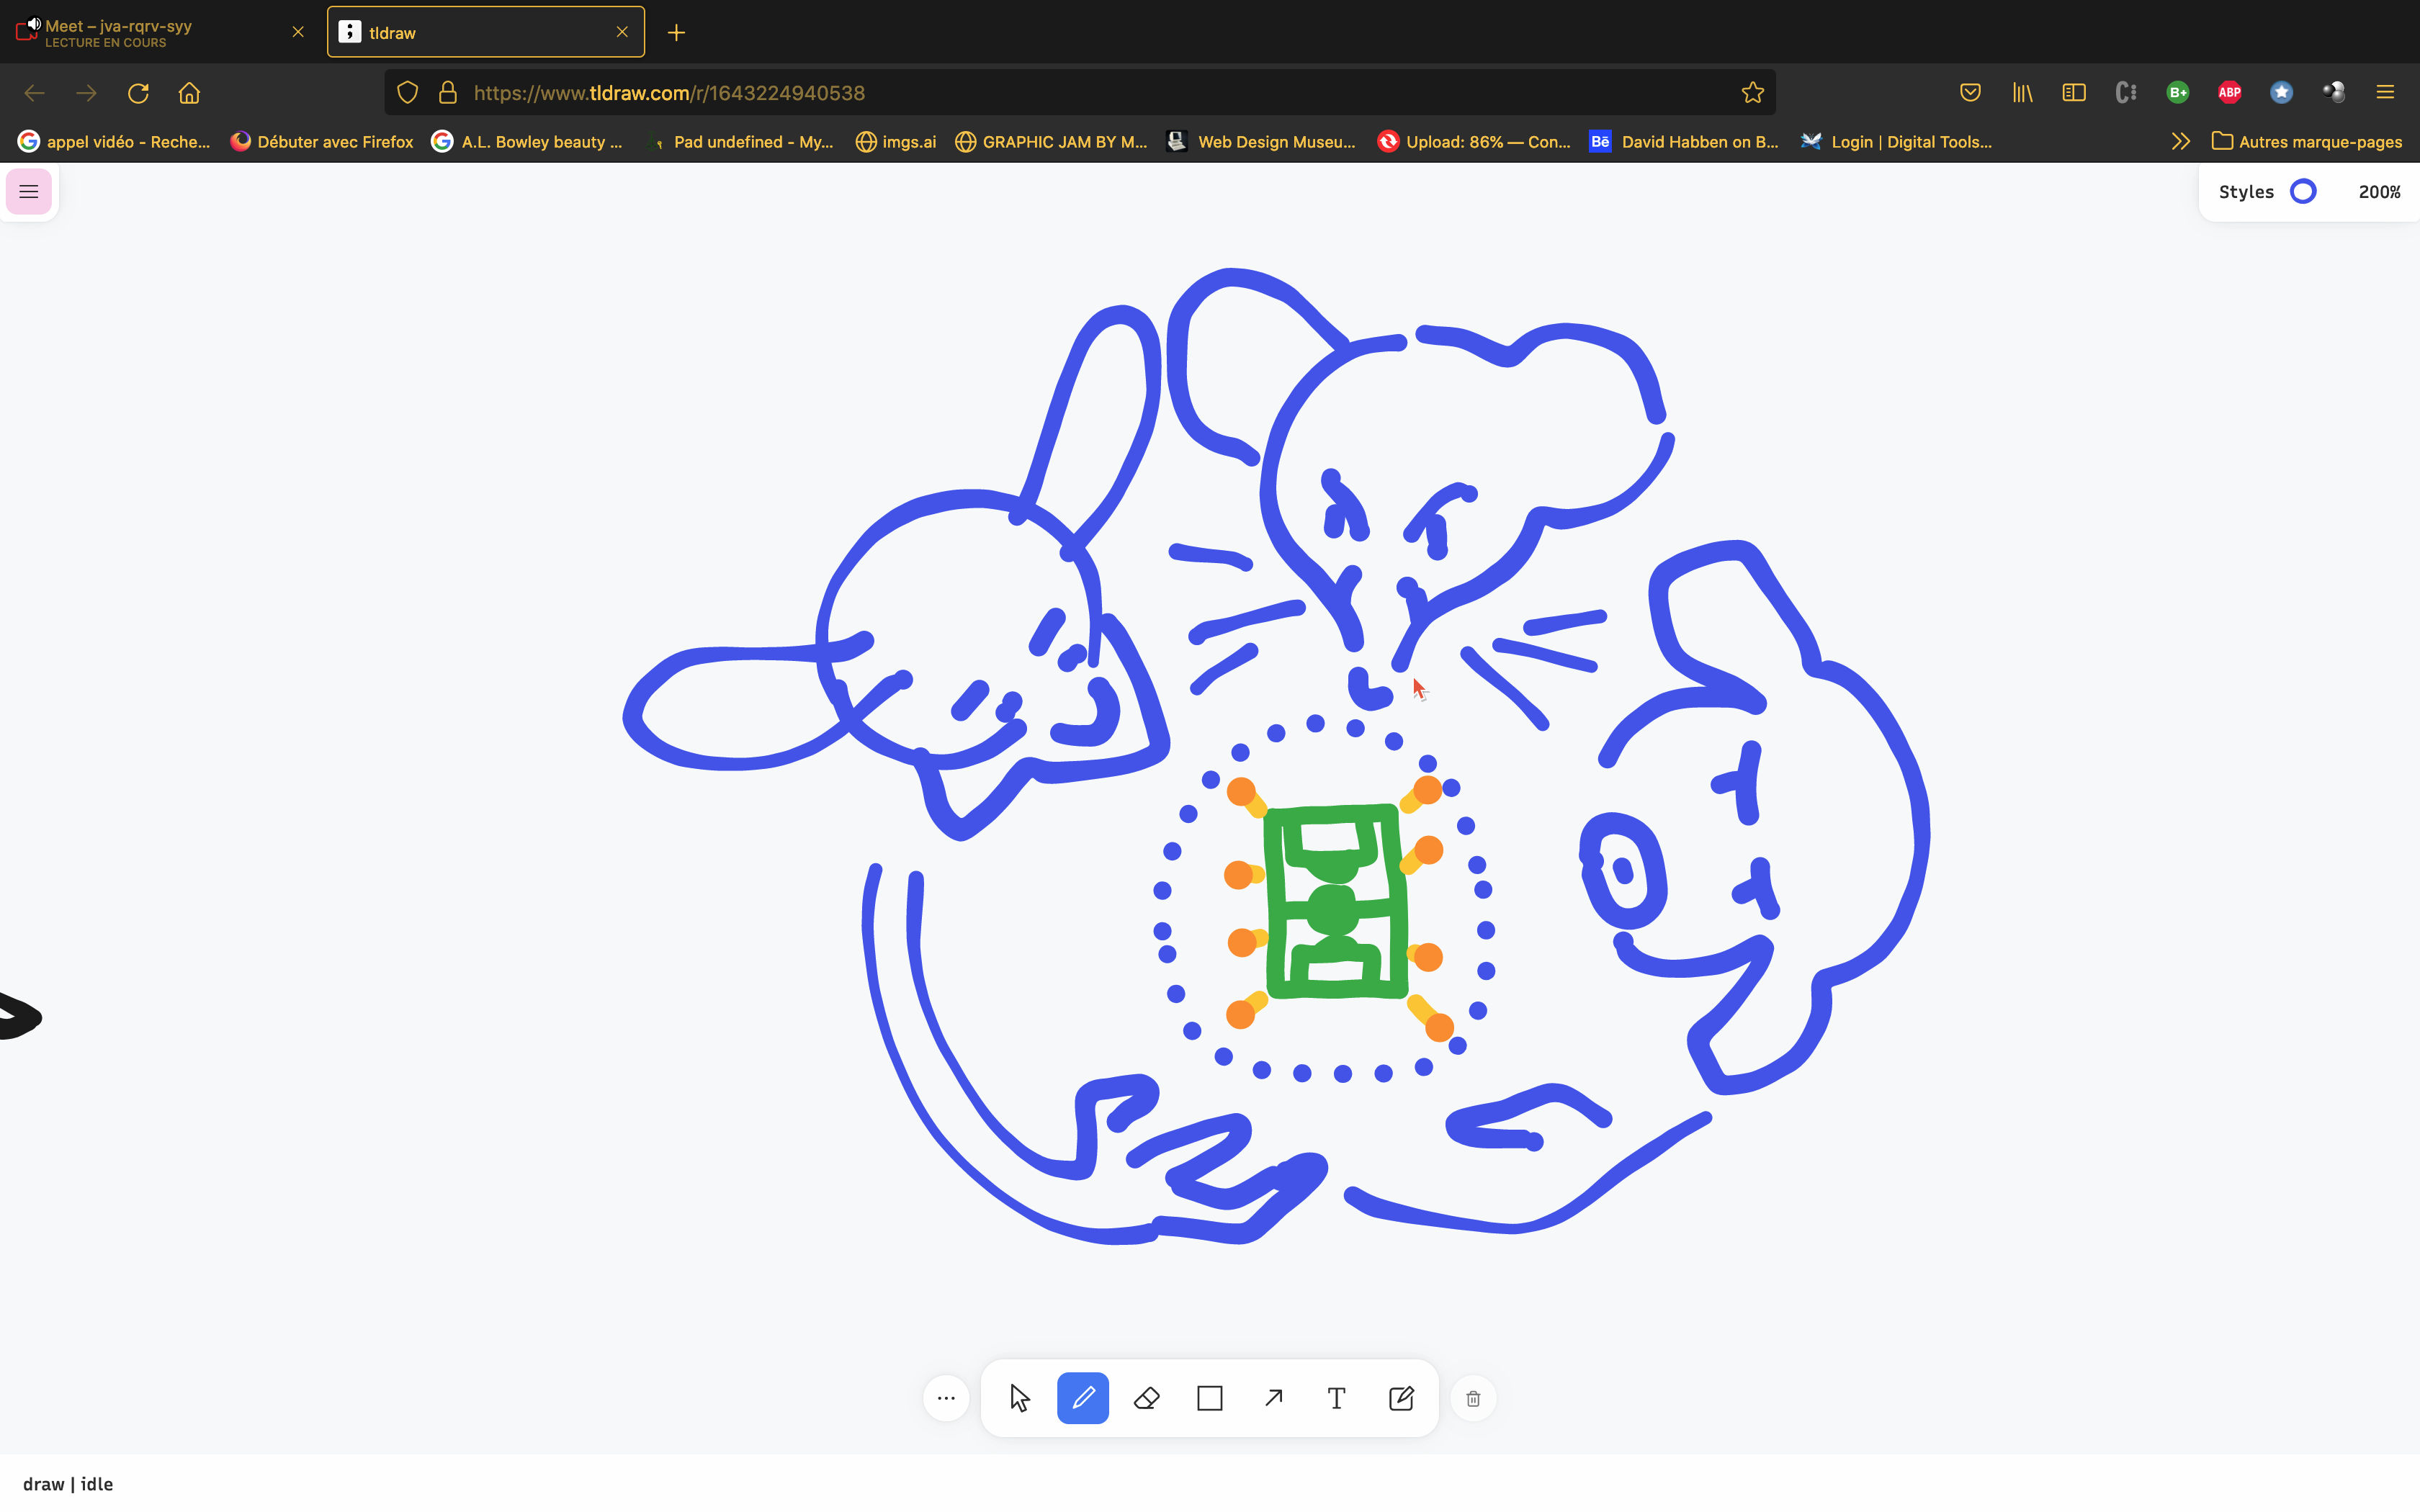 Meet – jva-rqrv-syy
LECTURE EN COURS
tldraw
https://www.tldraw.com/r/1643224940538
C:
B+
ABP
appel vidéo - Reche...
Débuter avec Firefox
A.L. Bowley beauty ...
Pad undefined - My...
imgs.ai
GRAPHIC JAM BY M...
Web Design Museu...
Upload: 86% — Con...
Bē
David Habben on B...
Login | Digital Tools...
Autres marque-pages
Styles
200%
T
draw | idle